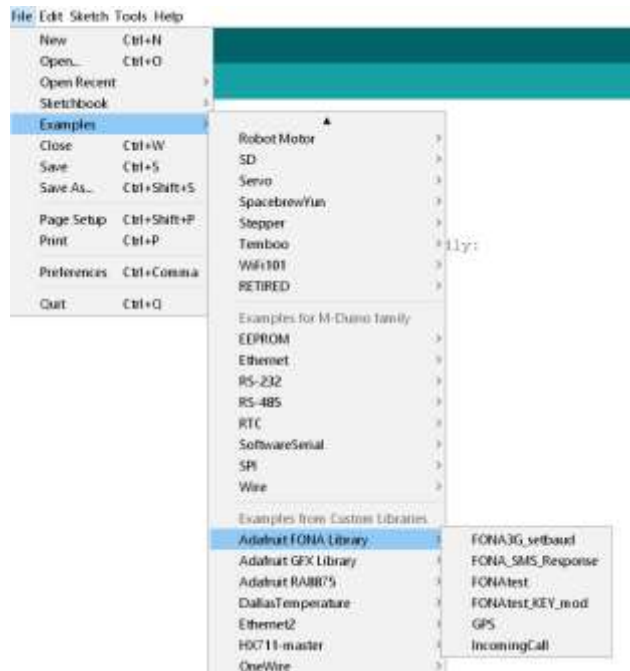 File Edit Sketch Tools Help
New Ctrl+N
Open... Ctrl+O
Open Recent
Sketchbook
Examples
Close Ctrl+W
Save Ctrl+S
Save As... Ctrl+Shift+S
Page Setup Ctrl+Shift+P
Print Ctrl+P
Preferences Ctrl+Comma
Quit Ctrl+Q
Robot Motor
SD
Servo
SpacebrewYun
Stepper
Temboo
WiFi101
RETIRED
ily:
Examples for M-Duino family
EEPROM
Ethernet
RS-232
RS-485
RTC
SoftwareSerial
SPI
Wire
Examples from Custom Libraries
Adafruit FONA Library
Adafruit GFX Library
Adafruit RA8875
DallasTemperature
Ethernet2
HX711-master
OneWire
FONA3G_setbaud
FONA_SMS_Response
FONAtest
FONAtest_KEY_mod
GPS
IncomingCall